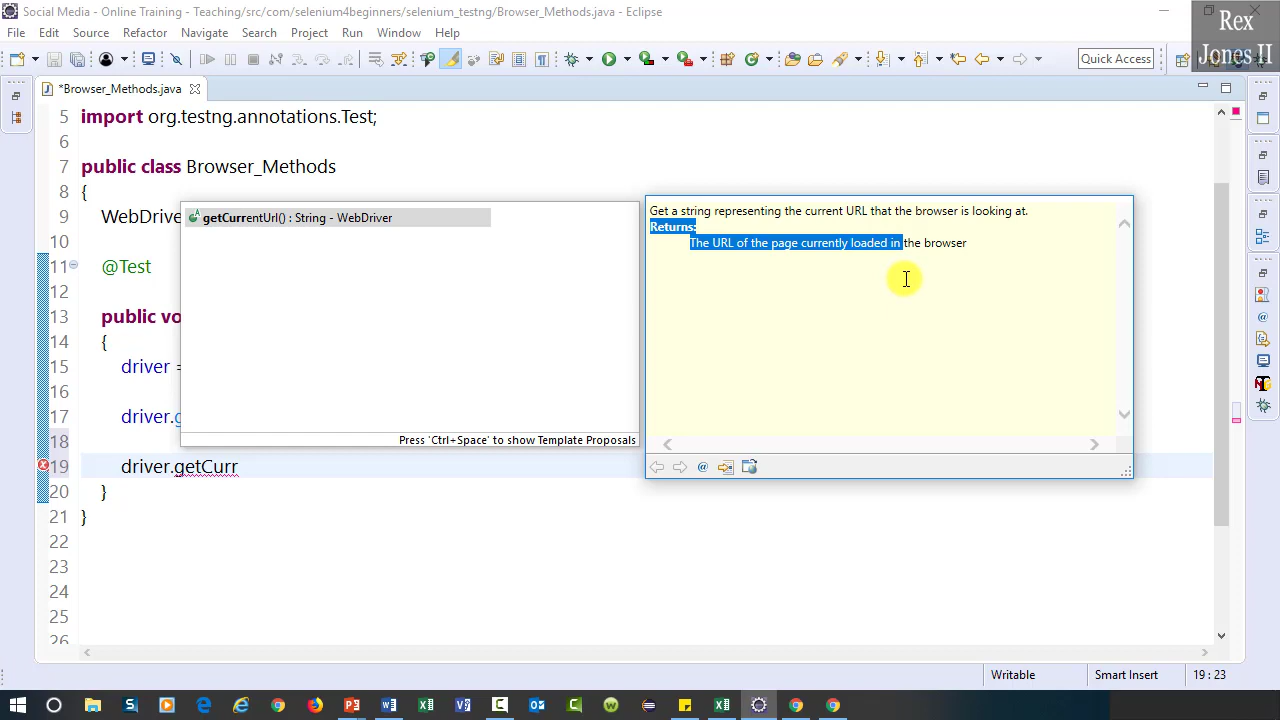 Social Media - Online Training - Teaching/src/com/selenium4beginners/selenium_testng/Browser_Methods.java - Eclipse
Rex
Jones II
File Edit Source Refactor Navigate Search Project Run Window Help
Quick Access
*Browser_Methods.java
5 import org.testng.annotations.Test;
6
7 public class Browser_Methods
8 {
9 WebDrive
10
11 @Test
12
13 public vo
14 {
15 driver =
16
17 driver.g
18
19 driver.getCurr
20 }
21 }
22
23
24
25
26
getCurrentUrl() : String - WebDriver
Press 'Ctrl+Space' to show Template Proposals
Get a string representing the current URL that the browser is looking at.
Returns:
The URL of the page currently loaded in the browser
Writable Smart Insert 19 : 23